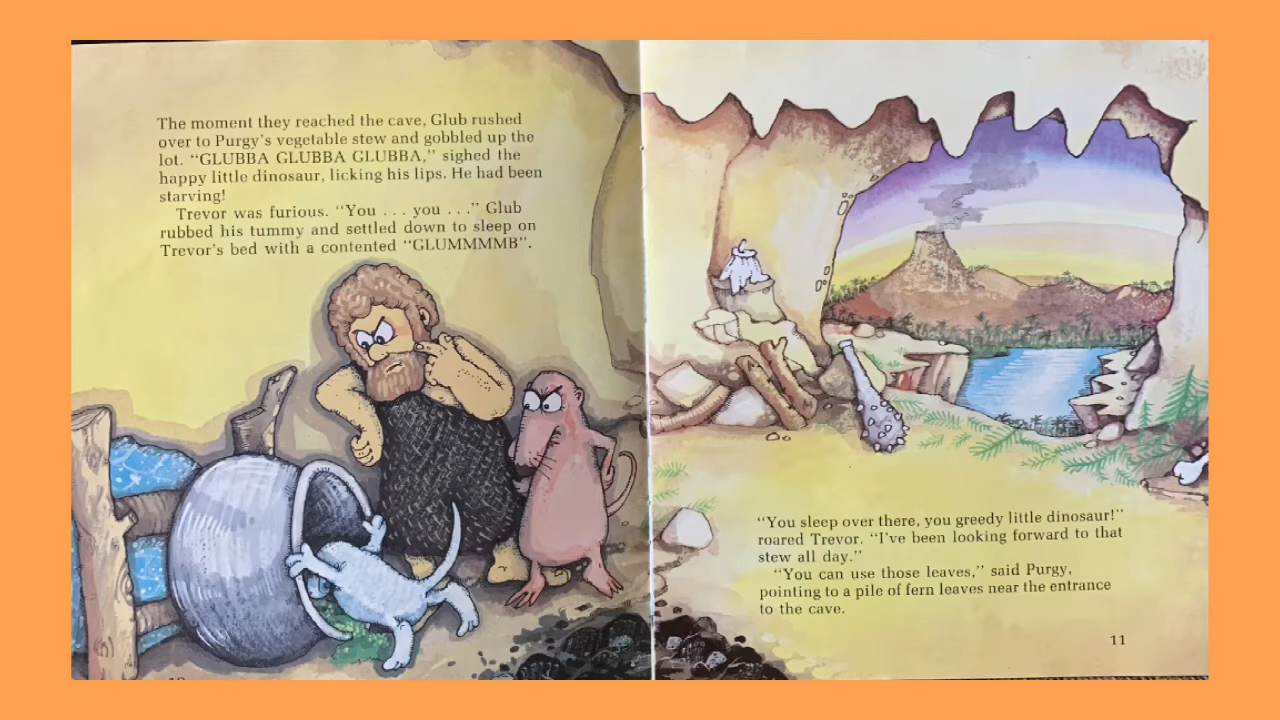 The moment they reached the cave, Glub rushed
over to Purgy's vegetable stew and gobbled up the
lot. “GLUBBA GLUBBA GLUBBA,” sighed the
happy little dinosaur, licking his lips. He had been
starving!
Trevor was furious. “You . . . you . . .” Glub
rubbed his tummy and settled down to sleep on
Trevor's bed with a contented “GLUMMMMB”.
“You sleep over there, you greedy little dinosaur!”
roared Trevor. “I've been looking forward to that
stew all day.”
“You can use those leaves,” said Purgy,
pointing to a pile of fern leaves near the entrance
to the cave.
11